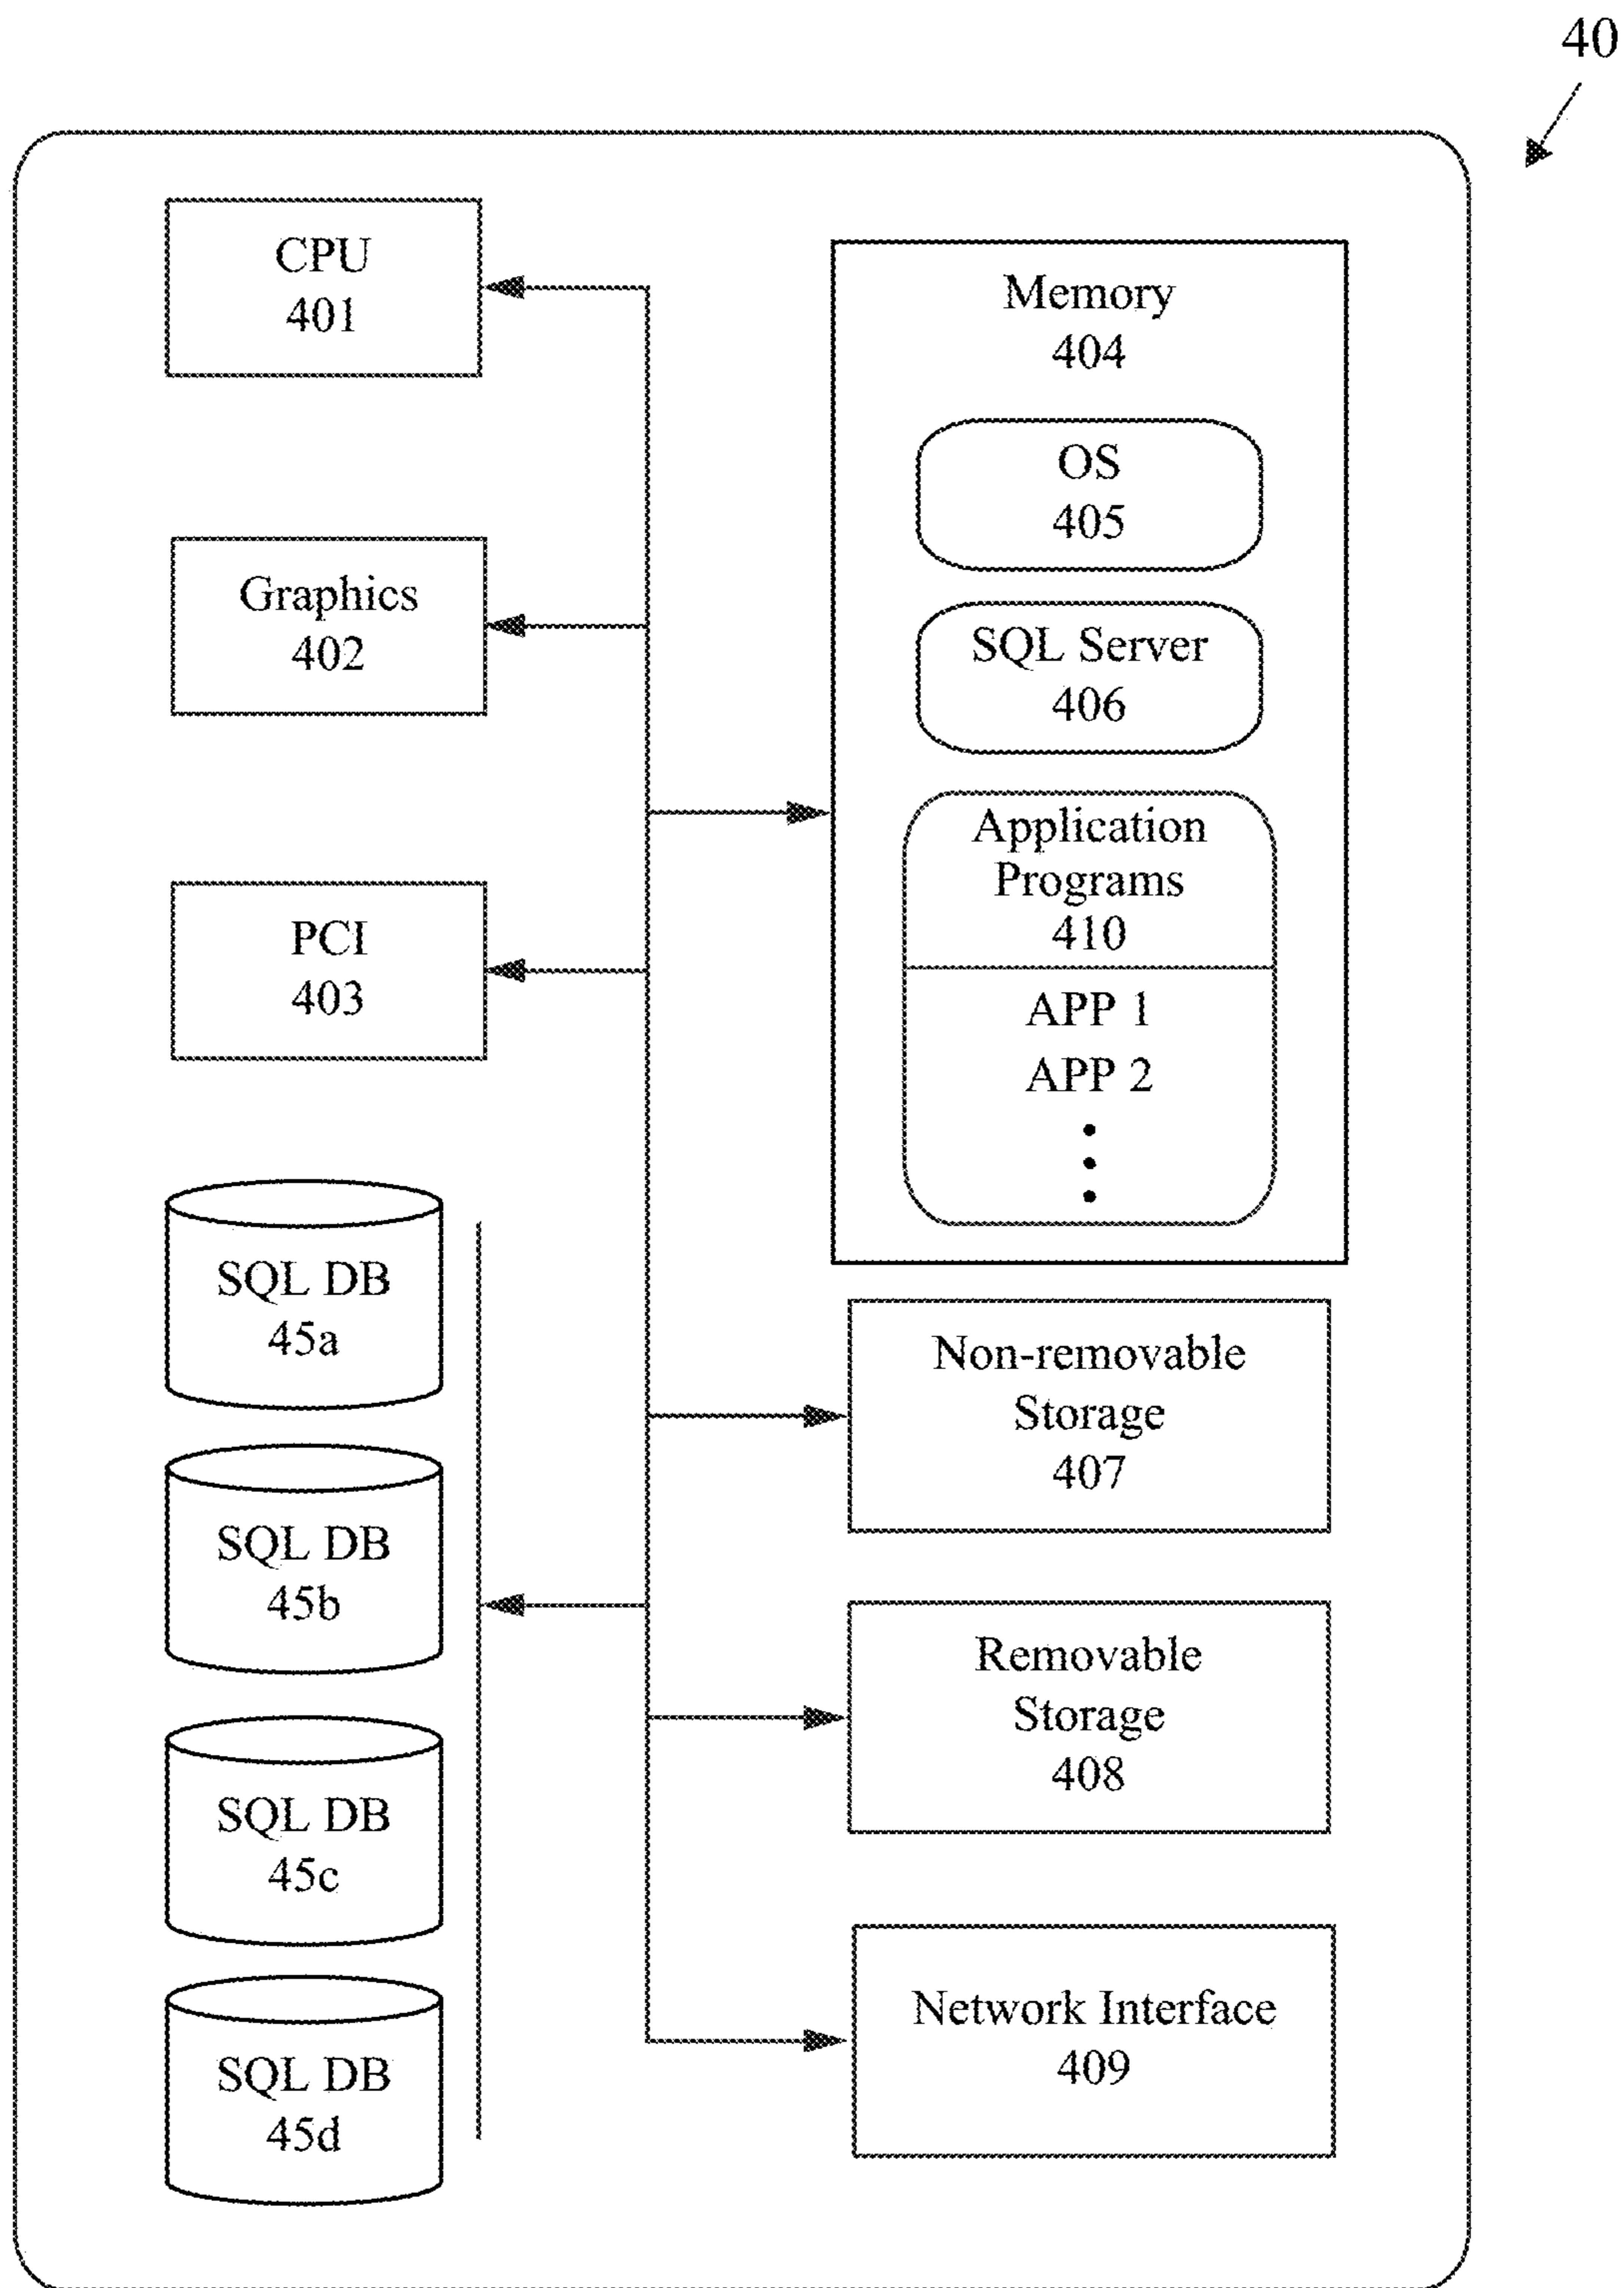 40
CPU
401
Graphics
402
PCI
403
SQL DB
45a
SQL DB
45b
SQL DB
45c
SQL DB
45d
Memory
404
OS
405
SQL Server
406
Application
Programs
410
APP 1
APP 2
Non-removable
Storage
407
Removable
Storage
408
Network Interface
409